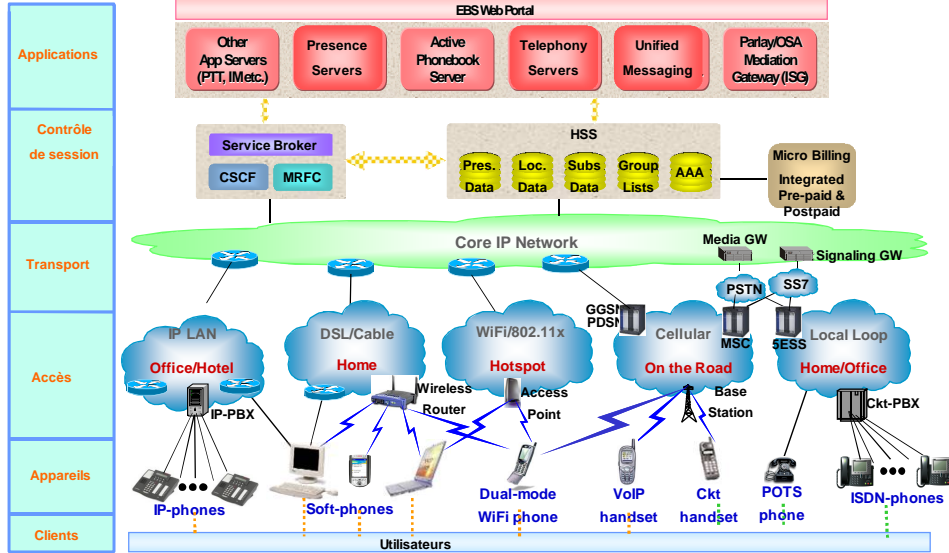 EBS Web Portal
Applications
Other
App Servers
(PTT, IM etc.)
Presence
Servers
Active
Phonebook
Server
Telephony
Servers
Unified
Messaging
Parlay/OSA
Mediation
Gateway (ISG)
Contrôle
de session
Service Broker
CSCF
MRFC
HSS
Pres.
Data
Loc.
Data
Subs
Data
Group
Lists
AAA
Micro Billing
Integrated
Pre-paid &
Postpaid
Transport
Core IP Network
Media GW
Signaling GW
PSTN
SS7
GGSN
PDSN
MSC
5ESS
Accès
IP LAN
Office/Hotel
IP-PBX
DSL/Cable
Home
Wireless
Router
WiFi/802.11x
Hotspot
Access
Point
Cellular
On the Road
Base
Station
Local Loop
Home/Office
Ckt-PBX
Appareils
IP-phones
Soft-phones
Dual-mode
WiFi phone
VoIP
handset
Ckt
handset
POTS
phone
ISDN-phones
Clients
Utilisateurs